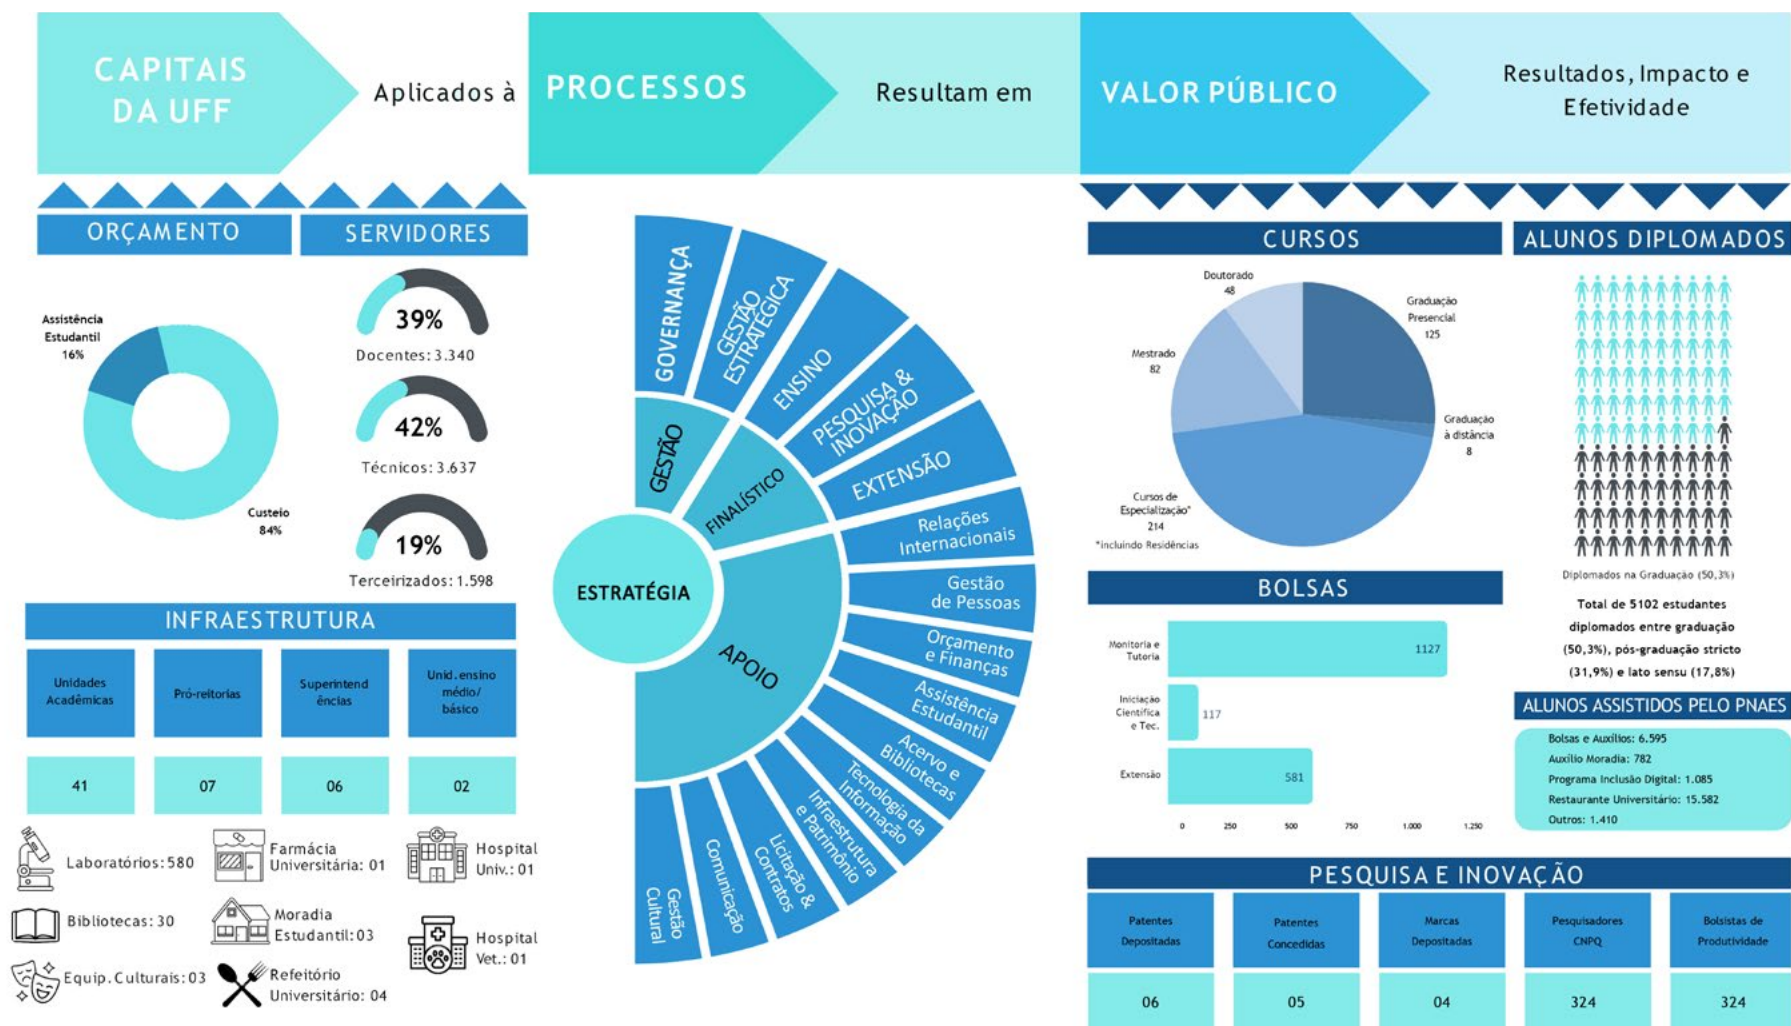 CAPITAIS
DA UFF
Aplicados à
PROCESSOS
Resultam em
VALOR PÚBLICO
Resultados, Impacto e
Efetividade
ORÇAMENTO
Assistência
Estudantil
16%
Custeio
84%
SERVIDORES
39%
Docentes: 3.340
42%
Técnicos: 3.637
19%
Terceirizados: 1.598
INFRAESTRUTURA
Unidades
Acadêmicas
Pró-reitorias
Superintend
ências
Unid. ensino
médio/
básico
41
07
06
02
Laboratórios: 580
Farmácia
Universitária: 01
Hospital
Univ.: 01
Bibliotecas: 30
Moradia
Estudantil: 03
Hospital
Vet.: 01
Equip. Culturais: 03
Refeitório
Universitário: 04
ESTRATÉGIA
GESTÃO
FINALÍSTICO
APOIO
GOVERNANÇA
GESTÃO
ESTRATÉGICA
ENSINO
PESQUISA &
INOVAÇÃO
EXTENSÃO
Relações
Internacionais
Gestão
de Pessoas
Orçamento
e Finanças
Assistência
Estudantil
Acervo e
Bibliotecas
Tecnologia da
Informação
Infraestrutura
e Patrimônio
Licitação &
Contratos
Comunicação
Gestão
Cultural
CURSOS
Doutorado
48
Graduação
Presencial
125
Mestrado
82
Graduação
à distância
8
Cursos de
Especialização*
214
*incluindo Residências
BOLSAS
Monitoria e
Tutoria
1127
Iniciação
Científica
e Tec.
117
Extensão
581
0
250
500
750
1.000
1.250
ALUNOS DIPLOMADOS
Diplomados na Graduação (50,3%)
Total de 5102 estudantes
diplomados entre graduação
(50,3%), pós-graduação stricto
(31,9%) e lato sensu (17,8%)
ALUNOS ASSISTIDOS PELO PNAES
Bolsas e Auxílios: 6.595
Auxílio Moradia: 782
Programa Inclusão Digital: 1.085
Restaurante Universitário: 15.582
Outros: 1.410
PESQUISA E INOVAÇÃO
Patentes
Depositadas
Patentes
Concedidas
Marcas
Depositadas
Pesquisadores
CNPQ
Bolsistas de
Produtividade
06
05
04
324
324